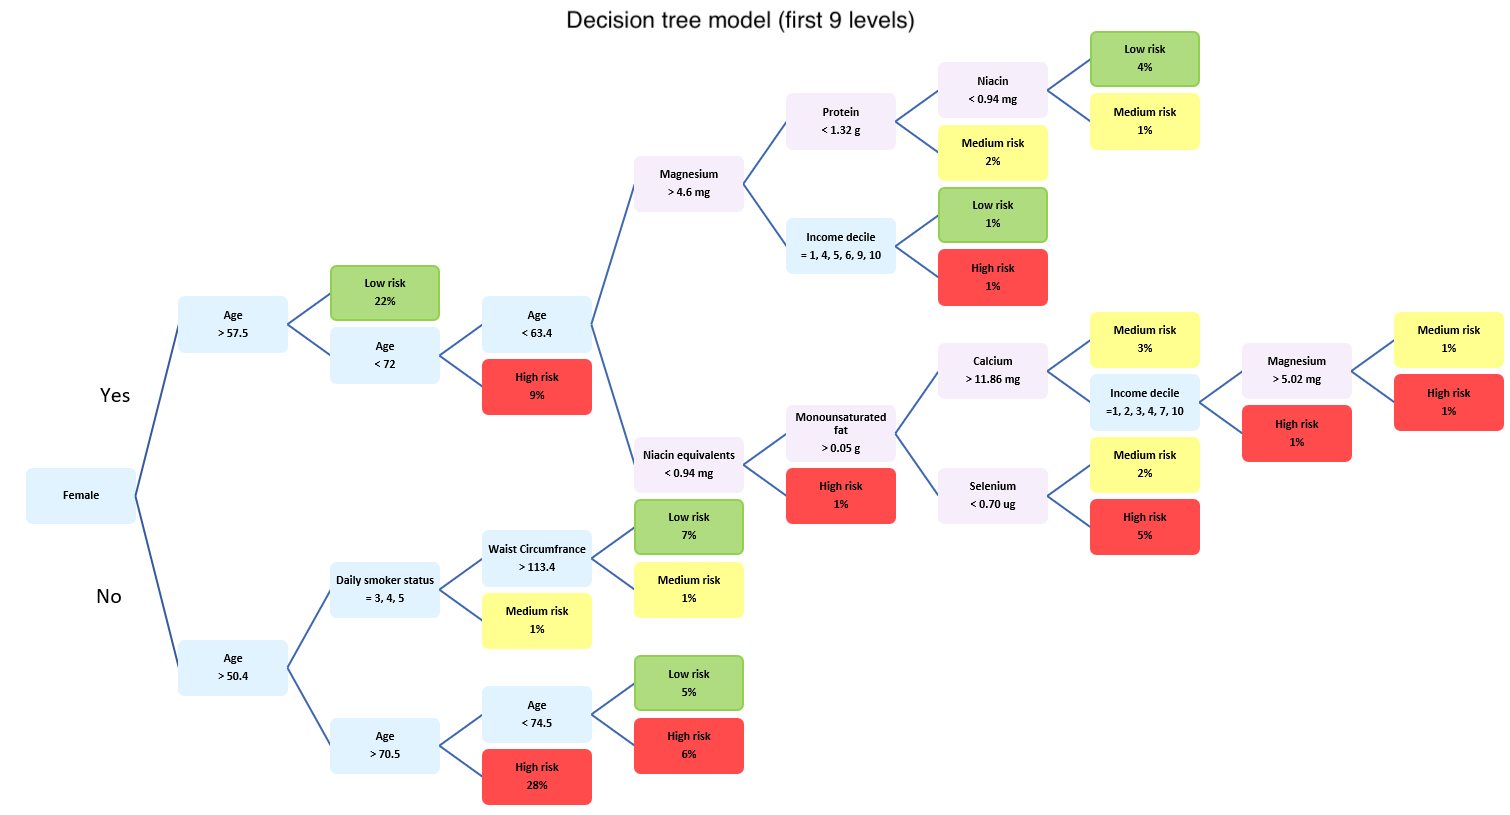 Decision tree model (first 9 levels)
Low risk
4%
Niacin
< 0.94 mg
Medium risk
1%
Protein
< 1.32 g
Medium risk
2%
Magnesium
> 4.6 mg
Low risk
1%
Income decile
= 1, 4, 5, 6, 9, 10
High risk
1%
Low risk
22%
Age
> 57.5
Age
< 63.4
Age
< 72
High risk
9%
Yes
Medium risk
3%
Medium risk
1%
Calcium
> 11.86 mg
Magnesium
> 5.02 mg
Income decile
=1, 2, 3, 4, 7, 10
High risk
1%
Monounsaturated
fat
> 0.05 g
High risk
1%
Niacin equivalents
< 0.94 mg
Medium risk
2%
High risk
1%
Selenium
< 0.70 ug
High risk
5%
Female
Low risk
7%
Waist Circumfrance
> 113.4
Daily smoker status
= 3, 4, 5
Medium risk
1%
Medium risk
1%
No
Age
> 50.4
Low risk
5%
Age
< 74.5
Age
> 70.5
High risk
6%
High risk
28%